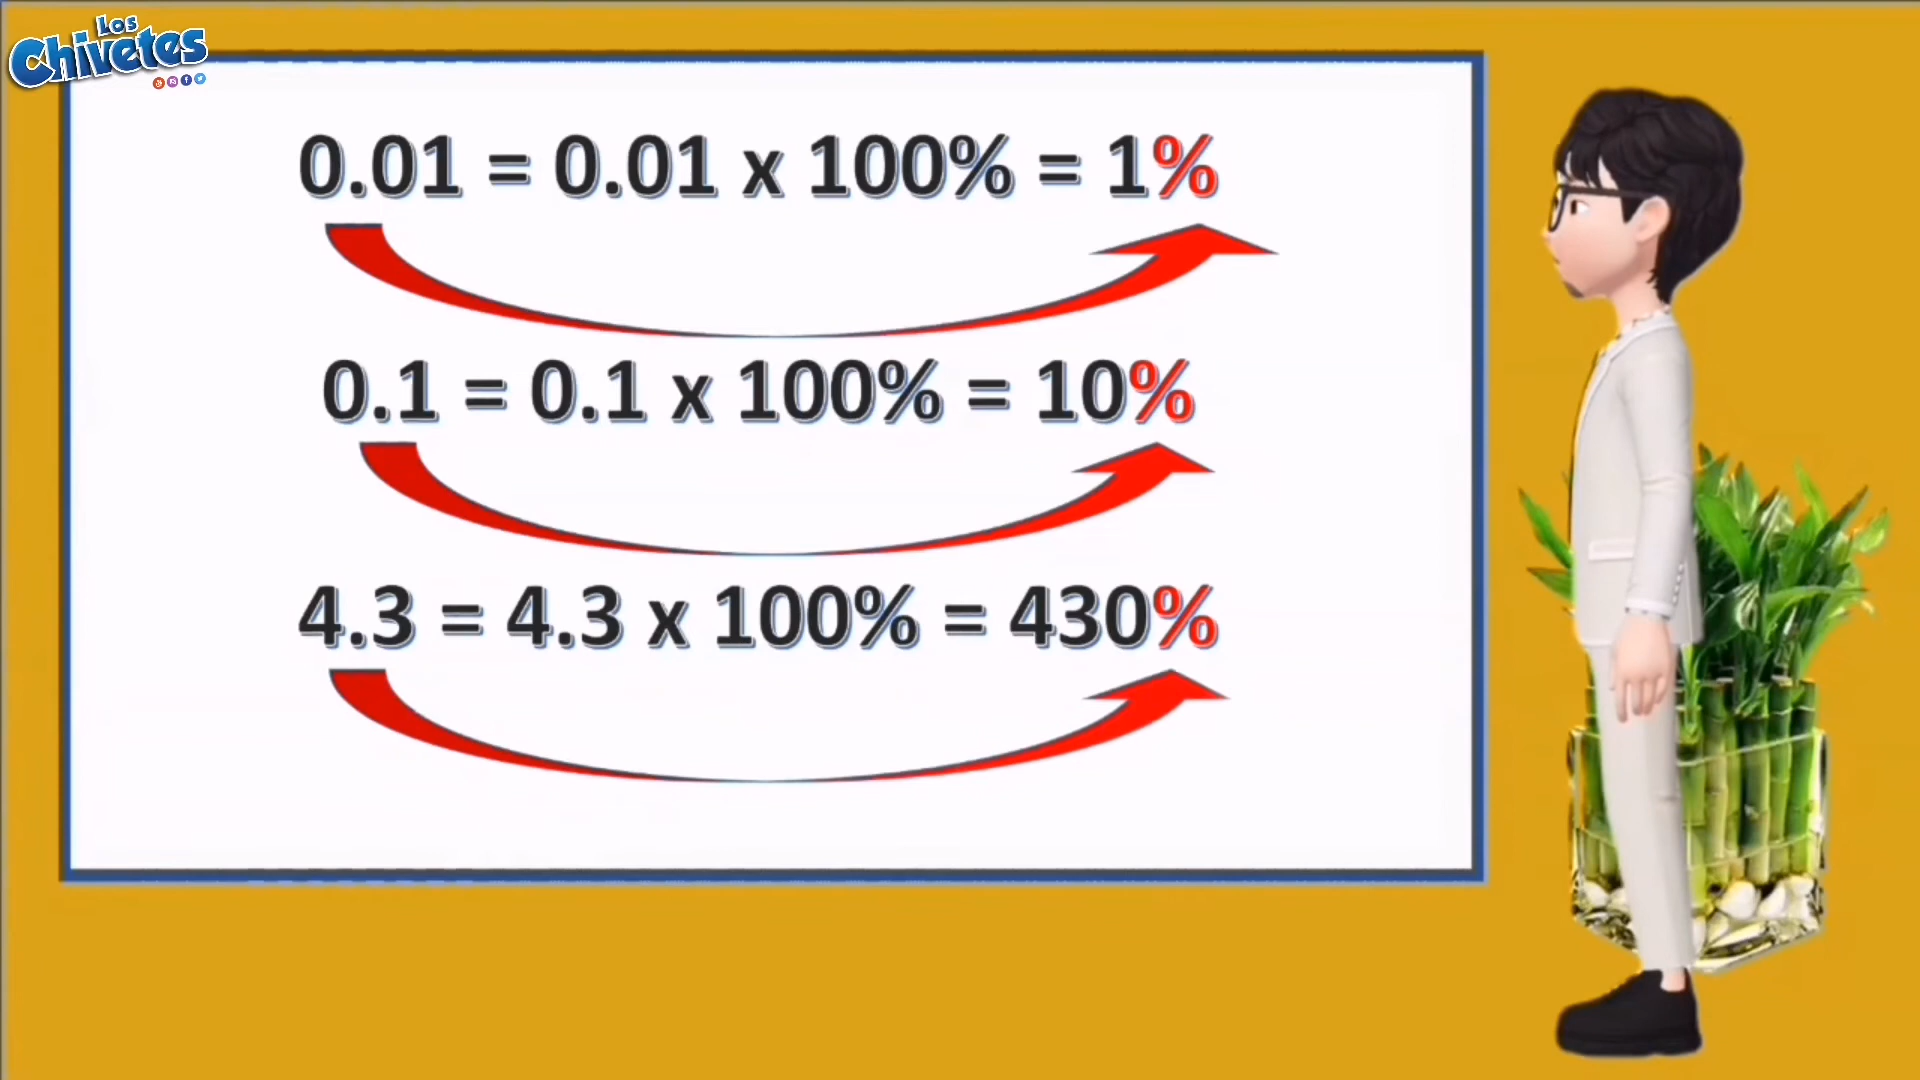 Los
Chivetes
0.01 = 0.01 x 100% = 1%
0.1 = 0.1 x 100% = 10%
4.3 = 4.3 x 100% = 430%